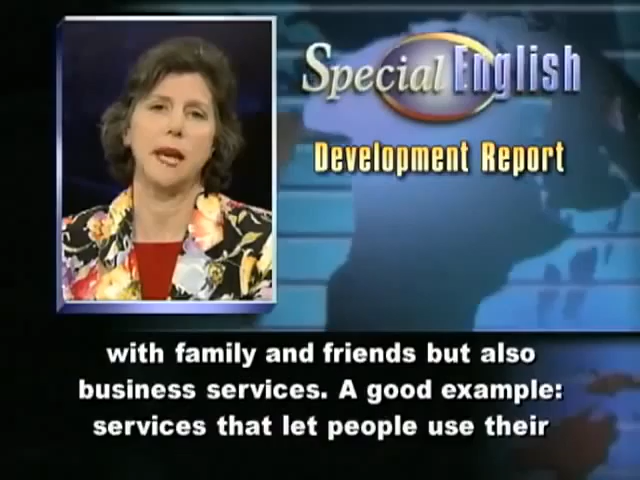 Special English
Development Report
with family and friends but also
business services. A good example:
services that let people use their